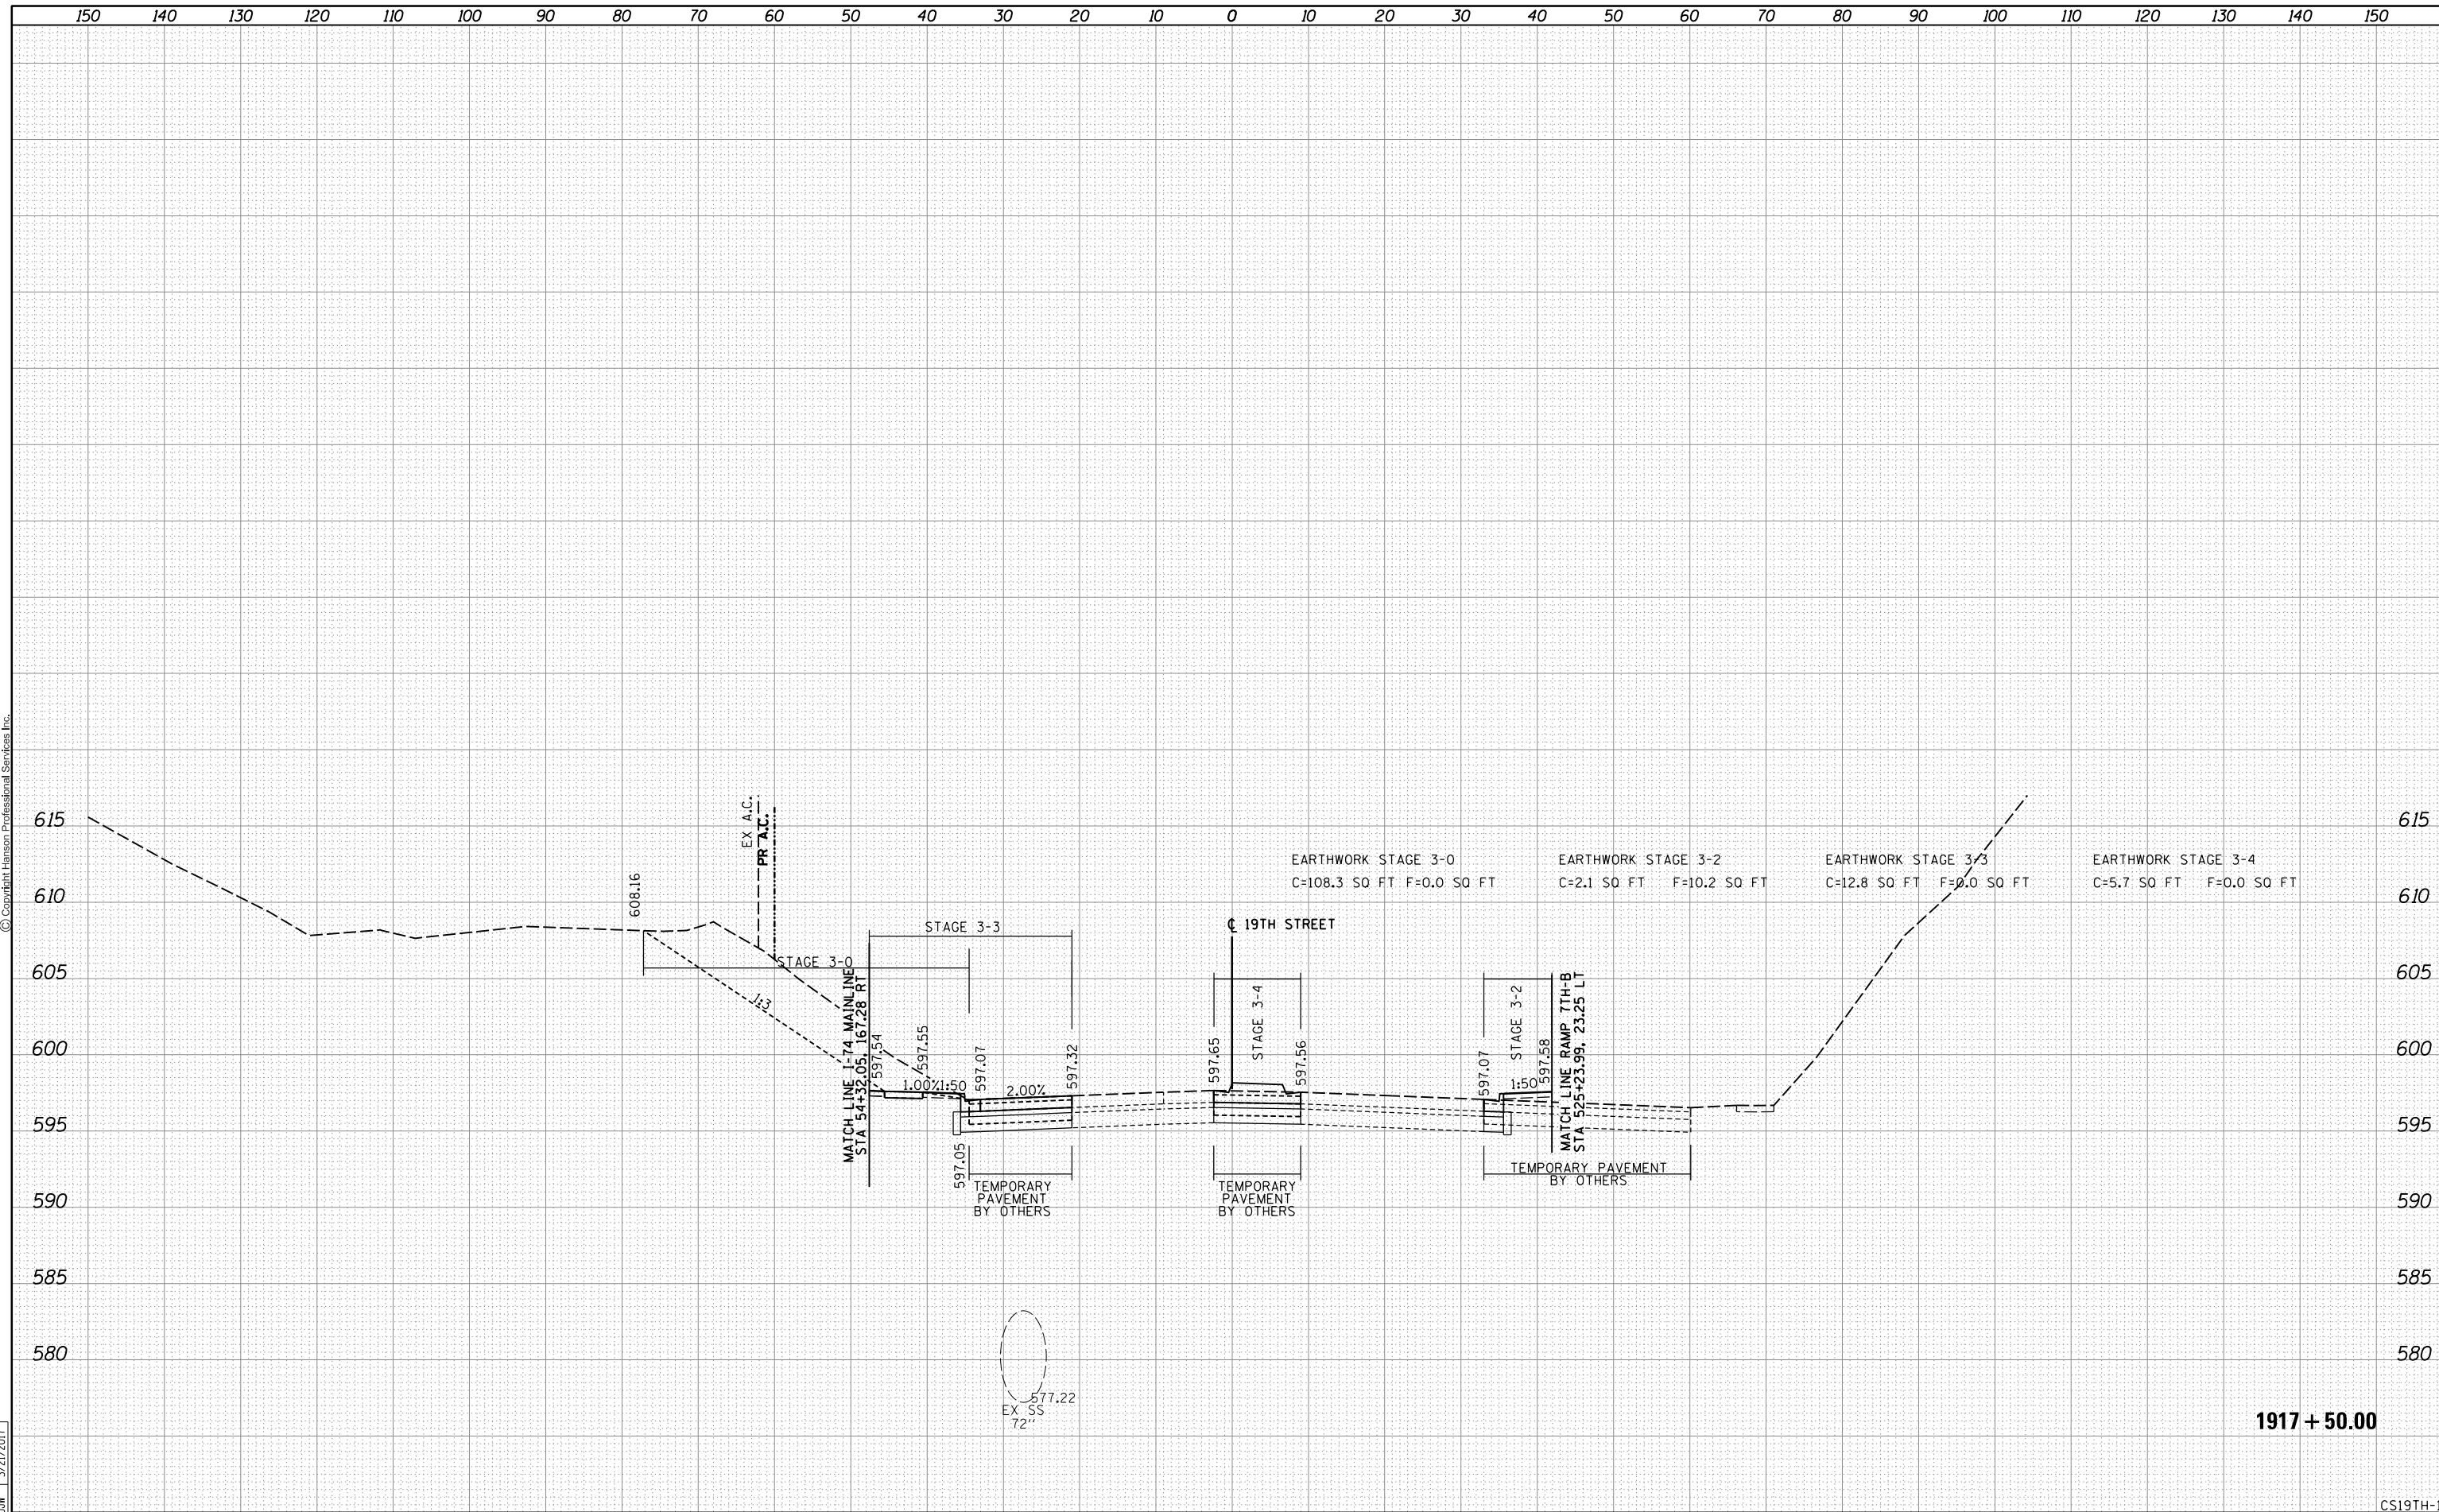 150 140 130 120 110 100 90 80 70 60 50 40 30 20 10 0 10 20 30 40 50 60 70 80 90 100 110 120 130 140 150
© Copyright Hanson Professional Services Inc.
615 615
EX A.C.
PR A.C.
EARTHWORK STAGE 3-0 EARTHWORK STAGE 3-2 EARTHWORK STAGE 3-3 EARTHWORK STAGE 3-4
C=108.3 SQ FT F=0.0 SQ FT C=2.1 SQ FT F=10.2 SQ FT C=12.8 SQ FT F=0.0 SQ FT C=5.7 SQ FT F=0.0 SQ FT
608.16
610 610
STAGE 3-3
℄ 19TH STREET
STAGE 3-0
605 605
1:3
MATCH LINE I-74 MAINLINE
STA 54+32.05, 167.28 RT
597.54
597.55
597.07
597.32
597.65
STAGE 3-4
597.56
597.07
STAGE 3-2
597.58
MATCH LINE RAMP 7TH-B
STA 525+23.99, 23.25 LT
600 600
1.00% 1:50 2.00% 1:50
595 595
597.05
TEMPORARY PAVEMENT
BY OTHERS
TEMPORARY
PAVEMENT
BY OTHERS
TEMPORARY
PAVEMENT
BY OTHERS
590 590
585 585
580 580
577.22
EX SS
72"
1917+50.00